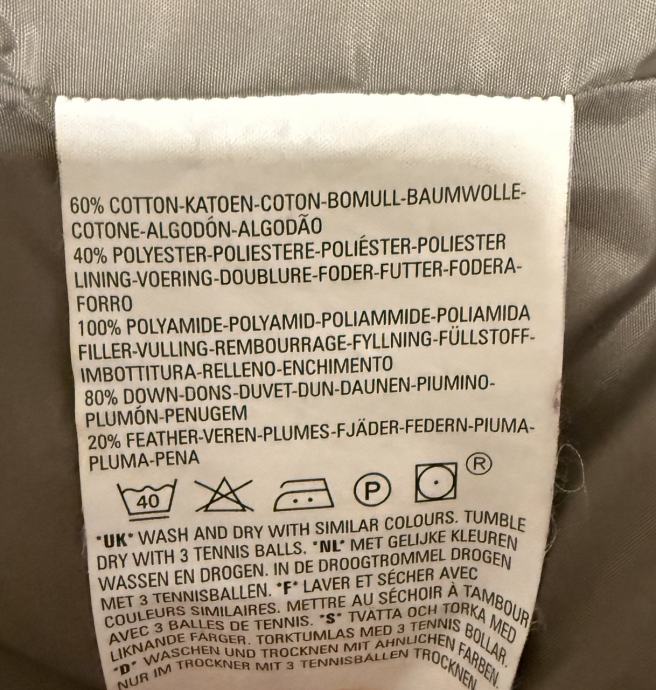 60% COTTON-KATOEN-COTON-BOMULL-BAUMWOLLE-
COTONE-ALGODÓN-ALGODÃO
40% POLYESTER-POLIESTERE-POLIÉSTER-POLIESTER
LINING-VOERING-DOUBLURE-FODER-FUTTER-FODERA-
FORRO
100% POLYAMIDE-POLYAMID-POLIAMMIDE-POLIAMIDA
FILLER-VULLING-REMBOURRAGE-FYLLNING-FÜLLSTOFF-
IMBOTTITURA-RELLENO-ENCHIMENTO
80% DOWN-DONS-DUVET-DUN-DAUNEN-PIUMINO-
PLUMÓN-PENUGEM
20% FEATHER-VEREN-PLUMES-FJÄDER-FEDERN-PIUMA-
PLUMA-PENA
40 P ®
*UK* WASH AND DRY WITH SIMILAR COLOURS. TUMBLE
DRY WITH 3 TENNIS BALLS. *NL* MET GELIJKE KLEUREN
WASSEN EN DROGEN. IN DE DROOGTROMMEL DROGEN
MET 3 TENNISBALLEN. *F* LAVER ET SÉCHER AVEC
COULEURS SIMILAIRES. METTRE AU SÉCHOIR À TAMBOUR
AVEC 3 BALLES DE TENNIS. *S* TVÄTTA OCH TORKA MED
LIKNANDE FÄRGER. TORKTUMLAS MED 3 TENNIS BOLLAR.
*D* WASCHEN UND TROCKNEN MIT ÄHNLICHEN FARBEN.
NUR IM TROCKNER MIT 3 TENNISBÄLLEN TROCKNEN